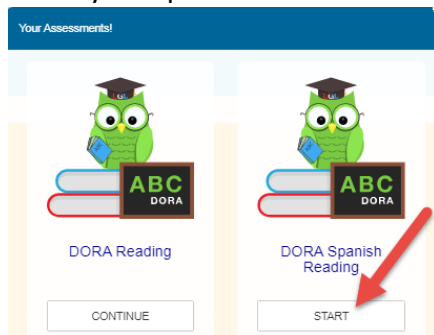 Your Assessments!
ABC
DORA
ABC
DORA
DORA Reading
DORA Spanish
Reading
CONTINUE
START